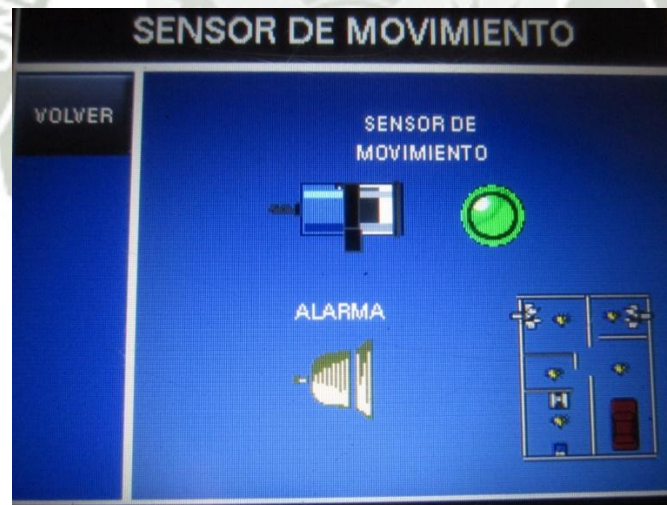 SENSOR DE MOVIMIENTO
VOLVER
SENSOR DE
MOVIMIENTO
ALARMA